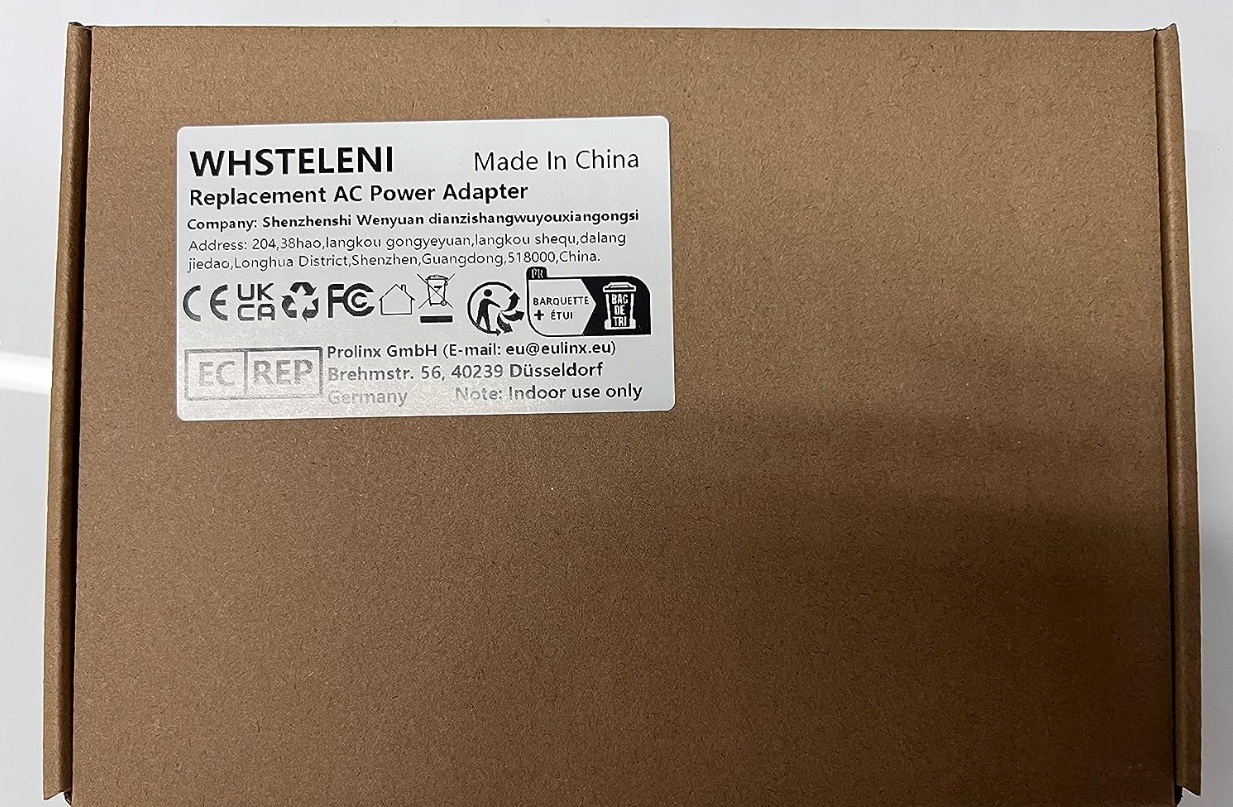 WHSTELENI Made In China
Replacement AC Power Adapter
Company: Shenzhenshi Wenyuan dianzishangwuyouxiangongsi
Address: 204,38hao,langkou gongyeyuan,langkou shequ,dalang
jiedao,Longhua District,Shenzhen,Guangdong,518000,China.
CE UK CA FC FR BARQUETTE + ÉTUI BAC DE TRI
EC REP
Prolinx GmbH (E-mail: eu@eulinx.eu)
Brehmstr. 56, 40239 Düsseldorf
Germany Note: Indoor use only